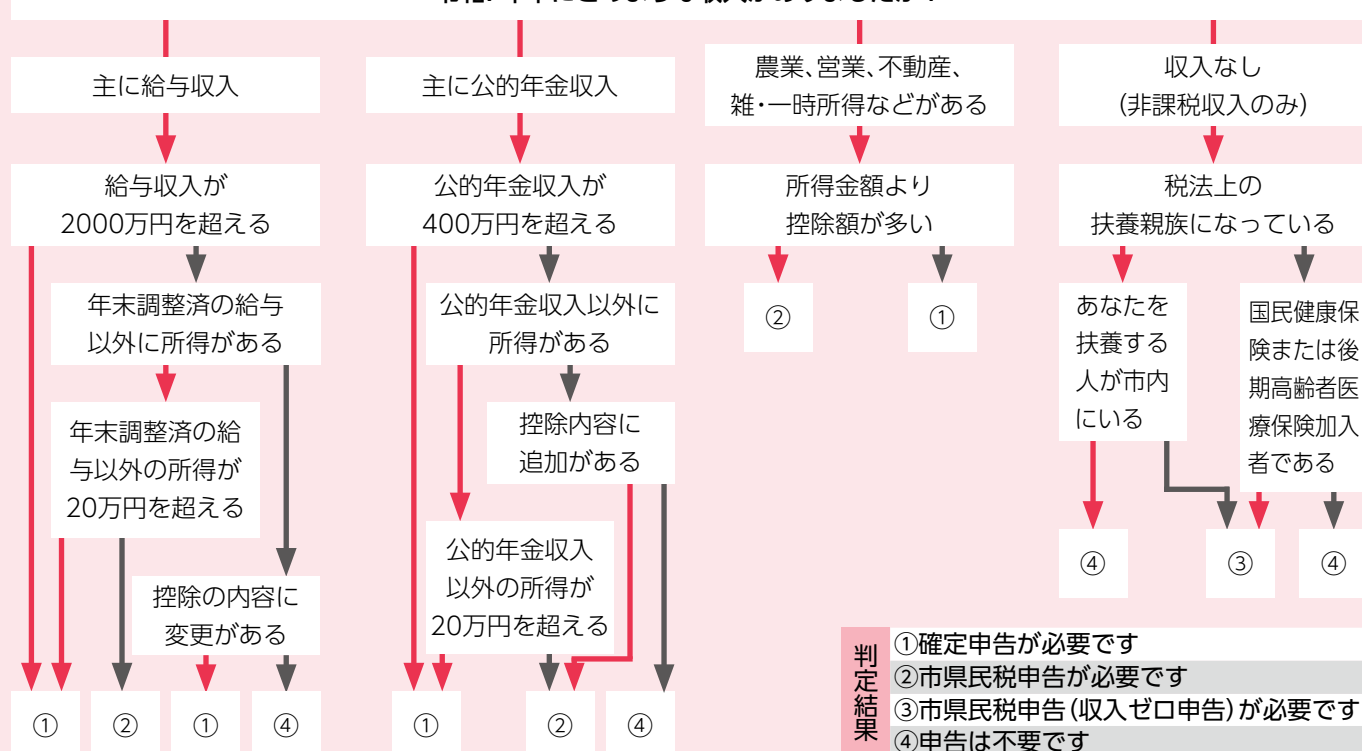 主に給与収入
給与収入が
2000万円を超える
年末調整済の給与
以外に所得がある
年末調整済の給
与以外の所得が
20万円を超える
控除の内容に
変更がある
①
②
①
④
主に公的年金収入
公的年金収入が
400万円を超える
公的年金収入以外に
所得がある
控除内容に
追加がある
公的年金収入
以外の所得が
20万円を超える
①
②
④
農業、営業、不動産、
雑・一時所得などがある
所得金額より
控除額が多い
②
①
収入なし
(非課税収入のみ)
税法上の
扶養親族になっている
あなたを
扶養する
人が市内
にいる
国民健康保
険または後
期高齢者医
療保険加入
者である
④
③
④
判定結果
①確定申告が必要です
②市県民税申告が必要です
③市県民税申告(収入ゼロ申告)が必要です
④申告は不要です